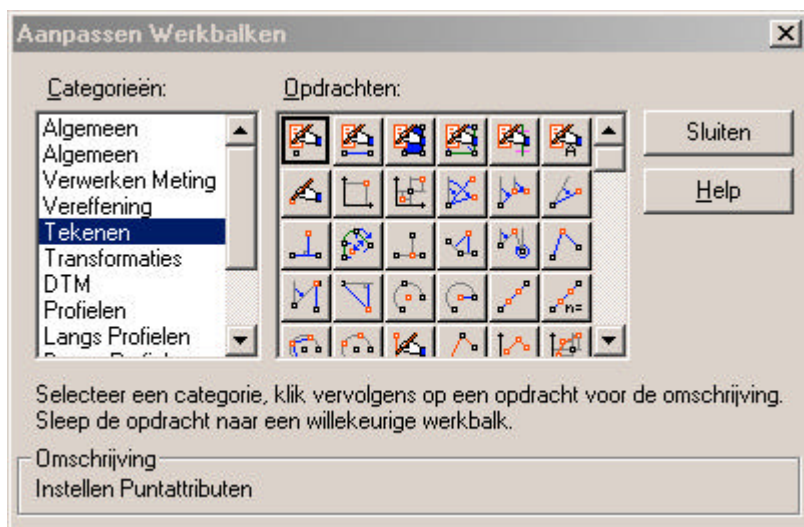 Aanpassen Werkbalken
Categorieën:
Opdrachten:
Algemeen
Algemeen
Verwerken Meting
Vereffening
Tekenen
Transformaties
DTM
Profielen
Langs Profielen
Sluiten
Help
A
n=
Selecteer een categorie, klik vervolgens op een opdracht voor de omschrijving.
Sleep de opdracht naar een willekeurige werkbalk.
Omschrijving
Instellen Puntattributen